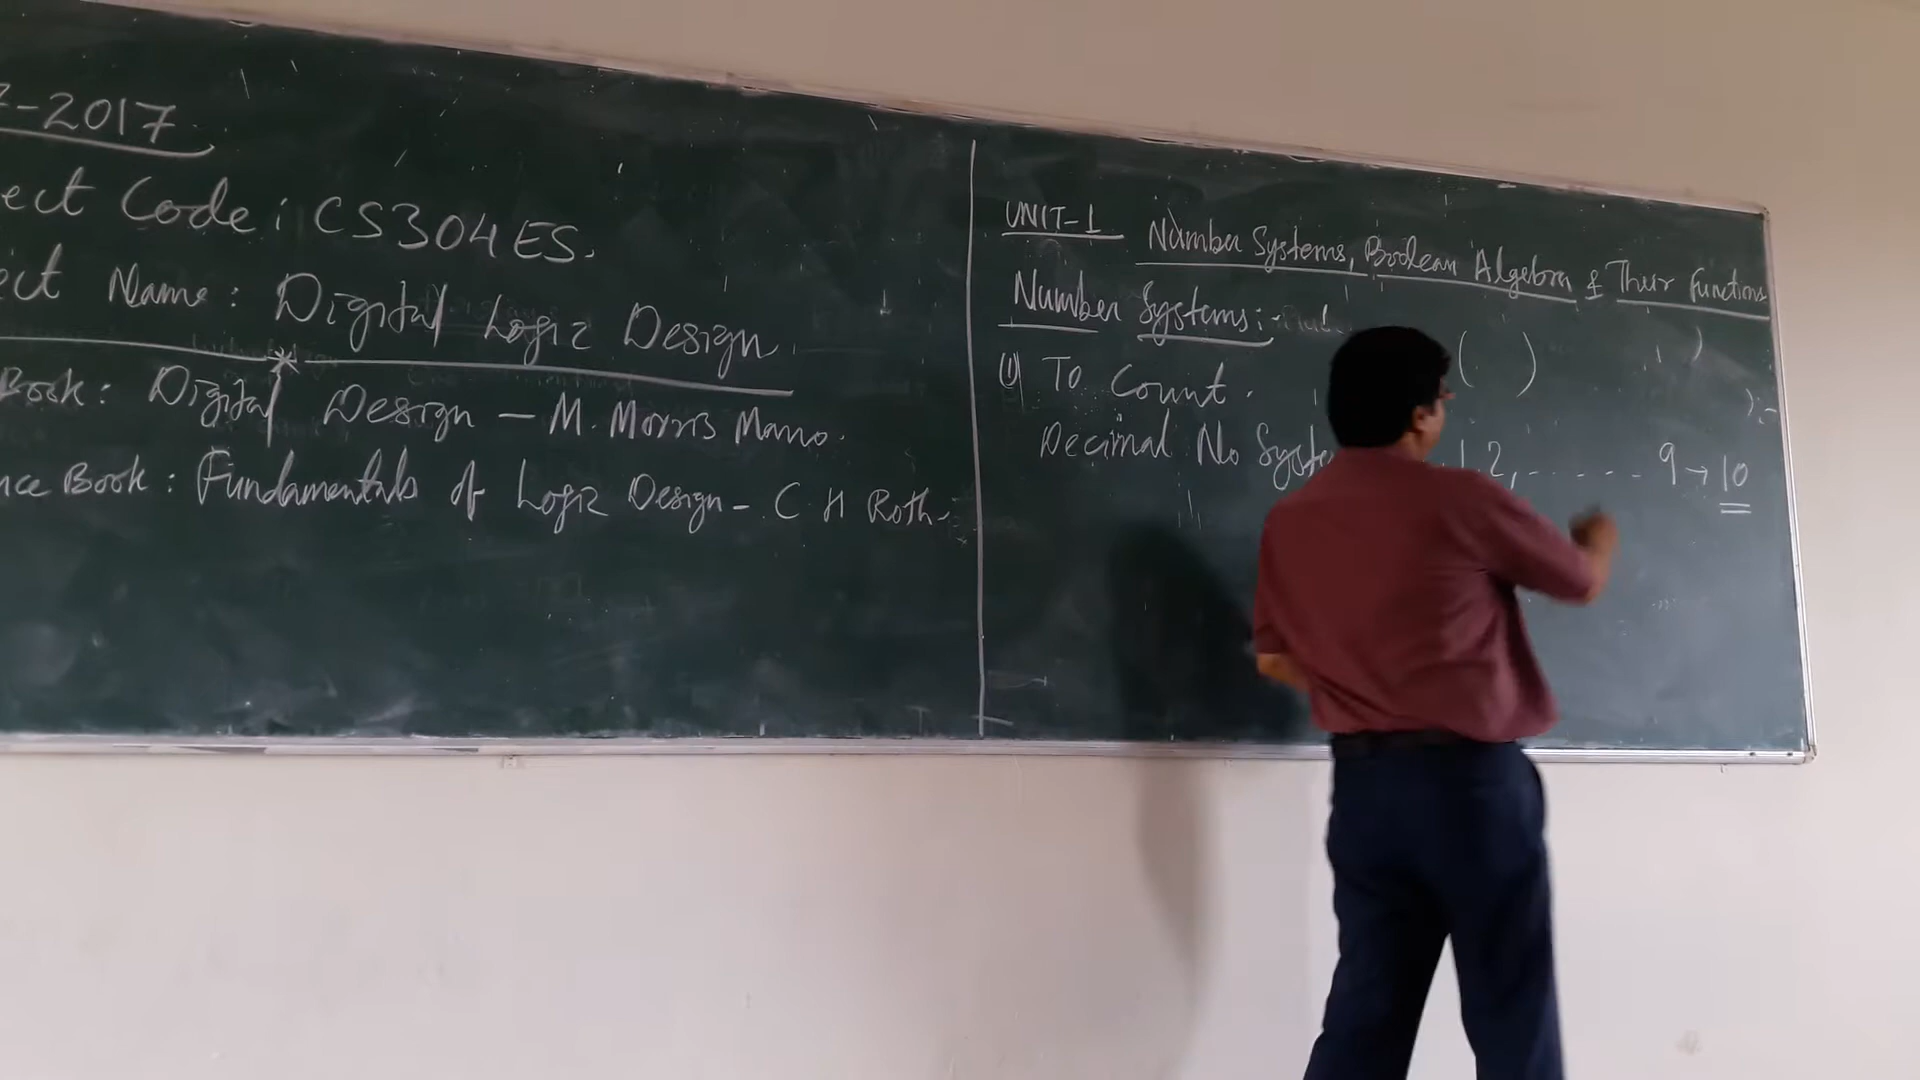 -2017
ect Code: CS304ES.
ect Name: Digital Logic Design
Book: Digital Design - M. Morris Mano.
nce Book: Fundamentals of Logic Design - C H Roth.
UNIT-1 Number Systems, Boolean Algebra & Their functions
Number Systems:-
(1) To Count.
( ) )
Decimal No Syste 1, 2, ..... 9 → 10